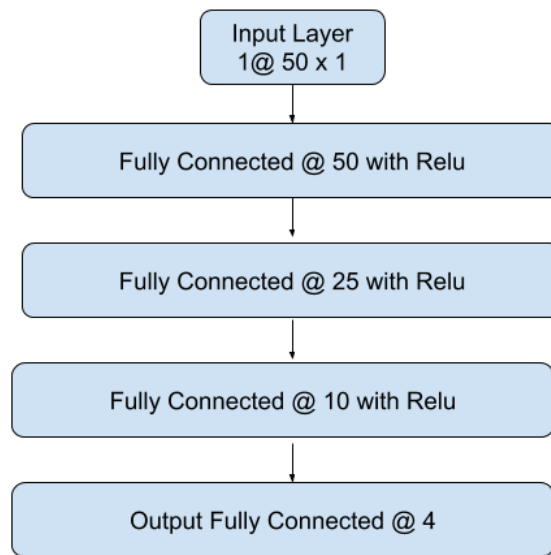 Input Layer
1@ 50 x 1
Fully Connected @ 50 with Relu
Fully Connected @ 25 with Relu
Fully Connected @ 10 with Relu
Output Fully Connected @ 4